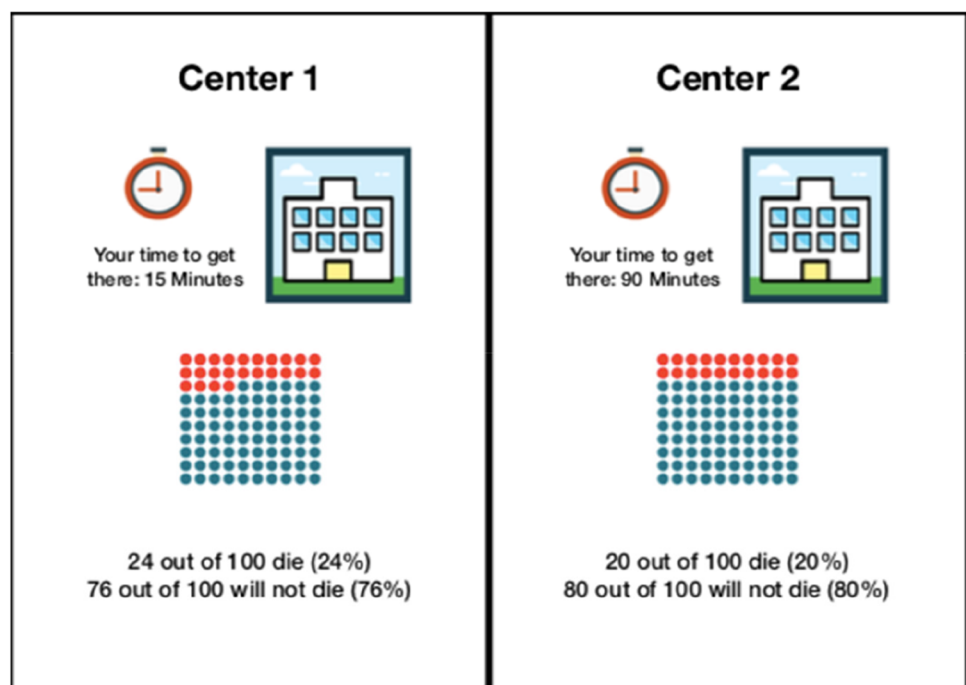 Center 1
Your time to get
there: 15 Minutes
24 out of 100 die (24%)
76 out of 100 will not die (76%)
Center 2
Your time to get
there: 90 Minutes
20 out of 100 die (20%)
80 out of 100 will not die (80%)